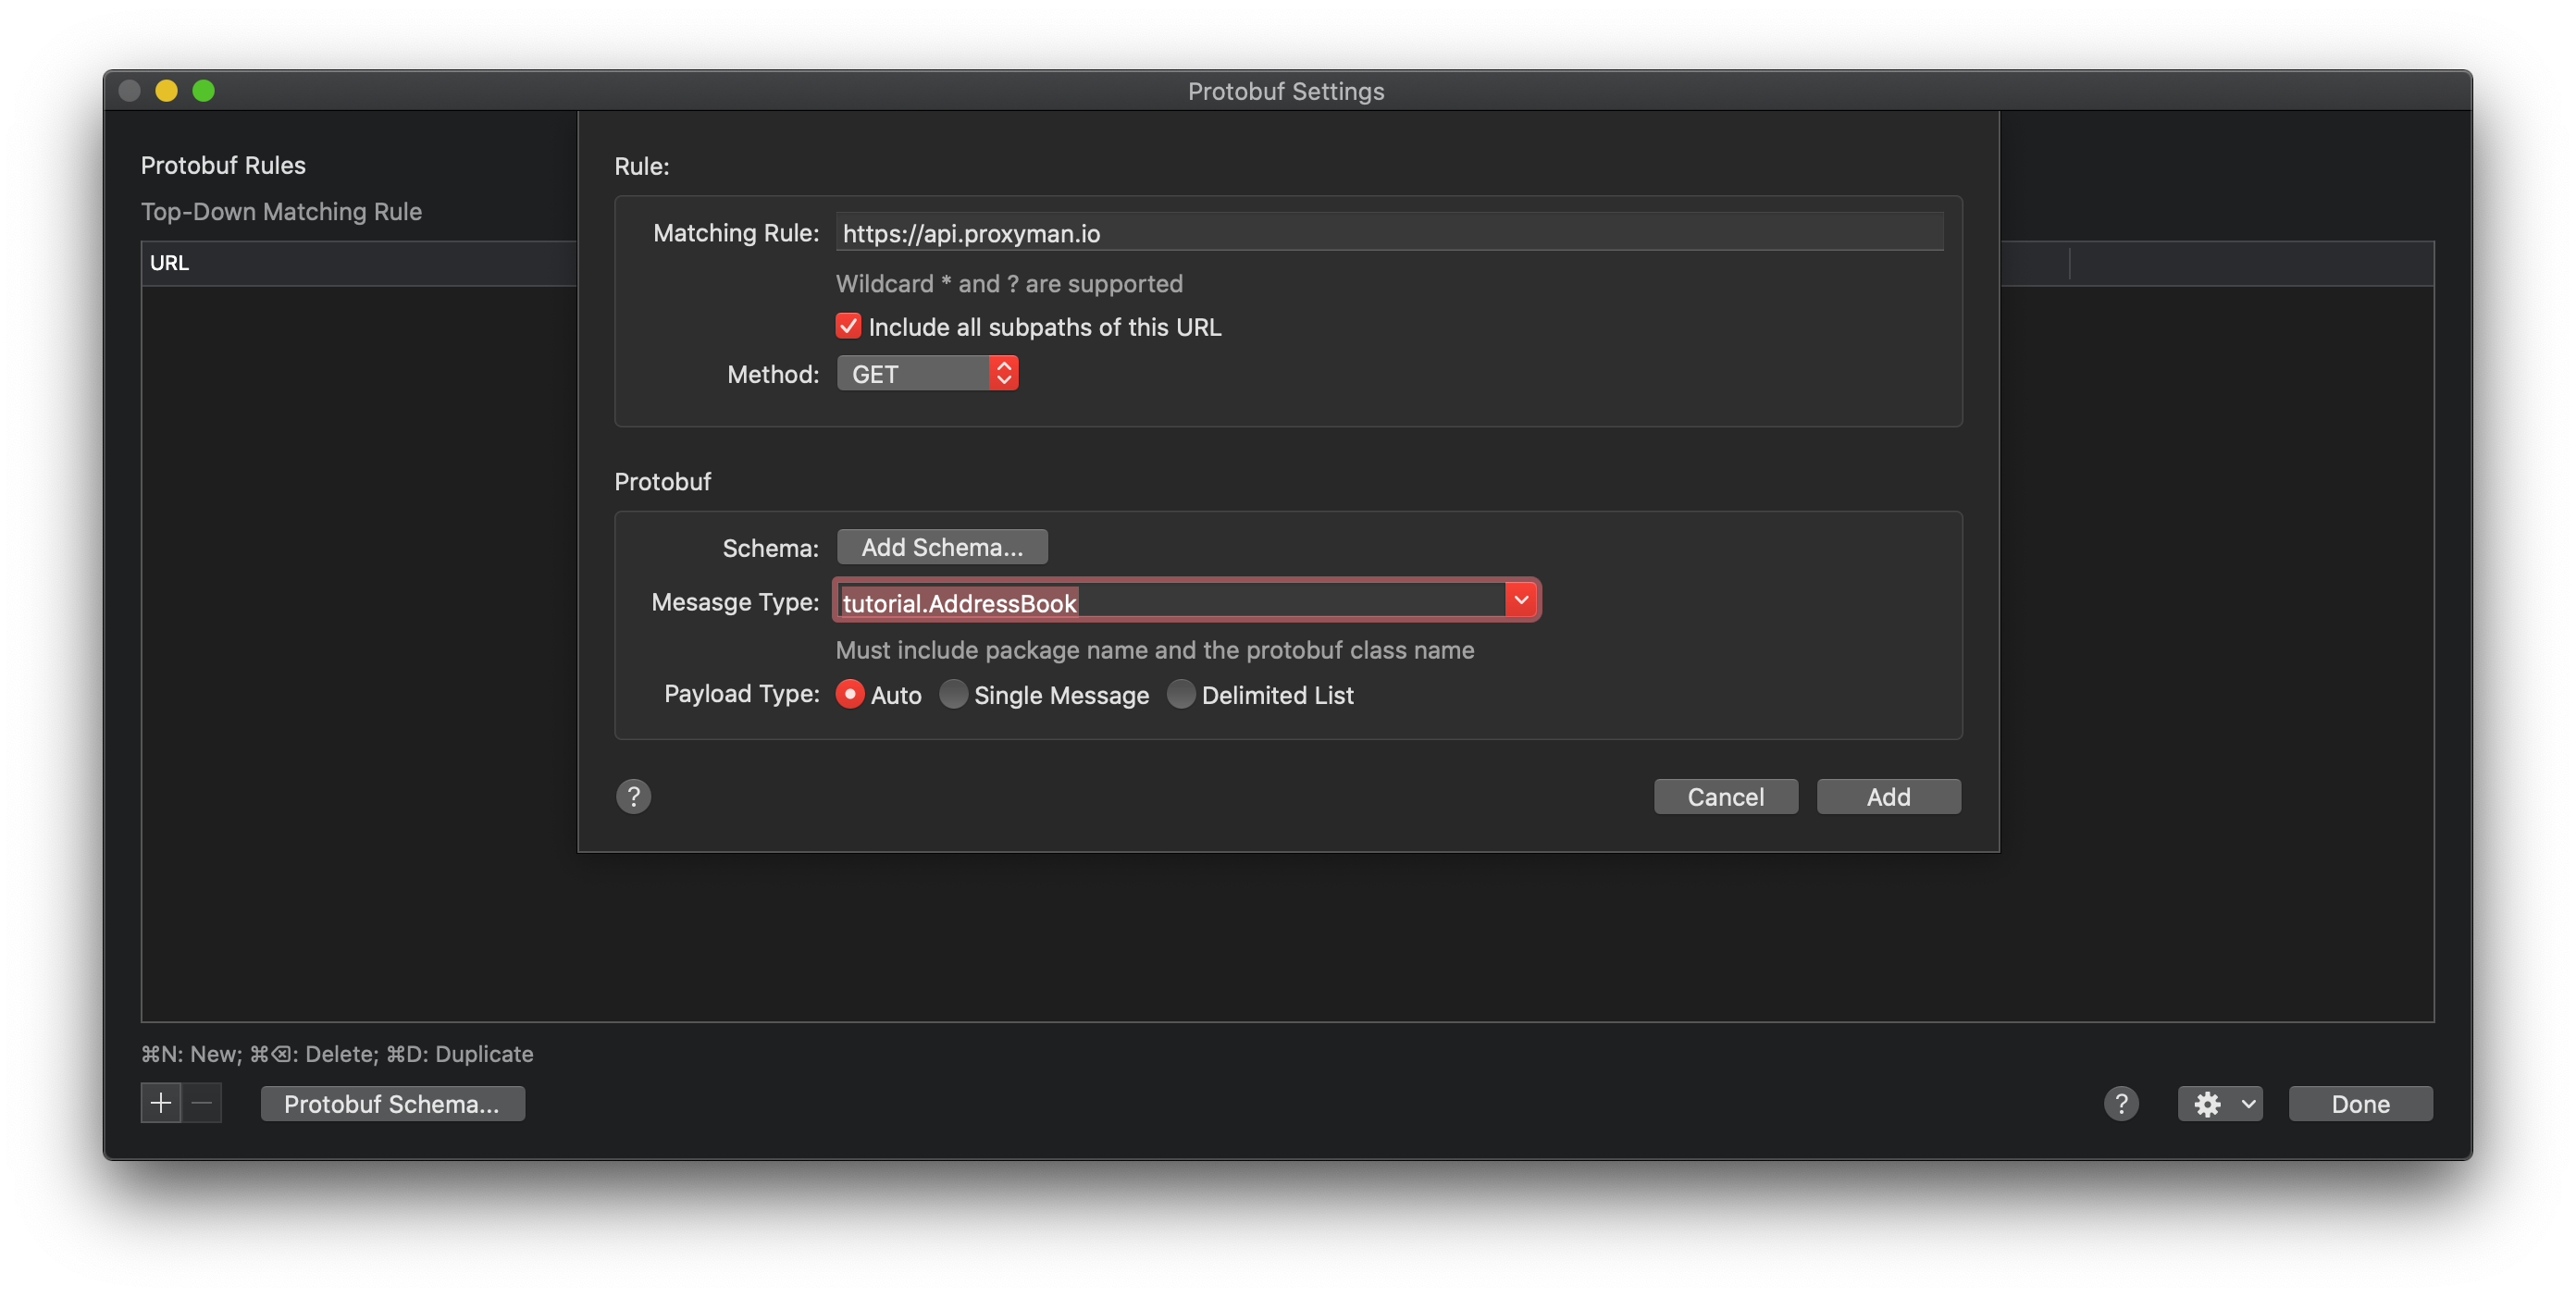 Protobuf Settings
Protobuf Rules
Top-Down Matching Rule
URL
Rule:
Matching Rule: https://api.proxyman.io
Wildcard * and ? are supported
Include all subpaths of this URL
Method: GET
Protobuf
Schema: Add Schema...
Mesasge Type: tutorial.AddressBook
Must include package name and the protobuf class name
Payload Type: Auto Single Message Delimited List
? Cancel Add
⌘N: New; ⌘⌫: Delete; ⌘D: Duplicate
+ − Protobuf Schema... ? Done